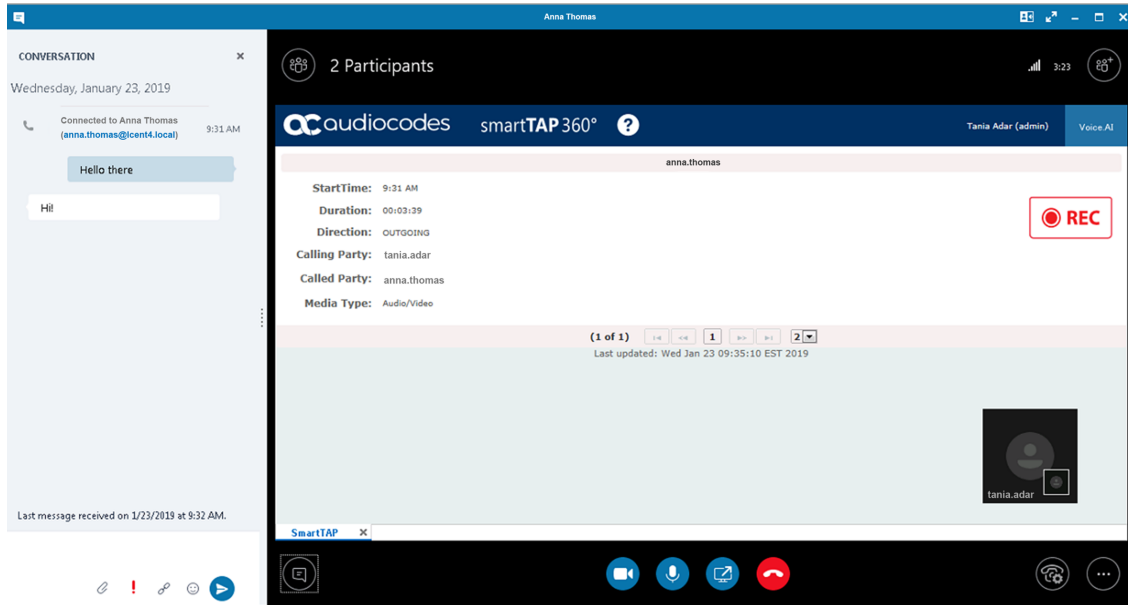 Anna Thomas
CONVERSATION
Wednesday, January 23, 2019
Connected to Anna Thomas
(anna.thomas@lcent4.local)
9:31 AM
Hello there
Hi!
Last message received on 1/23/2019 at 9:32 AM.
2 Participants
3:23
audiocodes smartTAP 360° ?
Tania Adar (admin)
Voice.AI
anna.thomas
StartTime: 9:31 AM
Duration: 00:03:39
Direction: OUTGOING
Calling Party: tania.adar
Called Party: anna.thomas
Media Type: Audio/Video
REC
(1 of 1) 1 2
Last updated: Wed Jan 23 09:35:10 EST 2019
tania.adar
SmartTAP